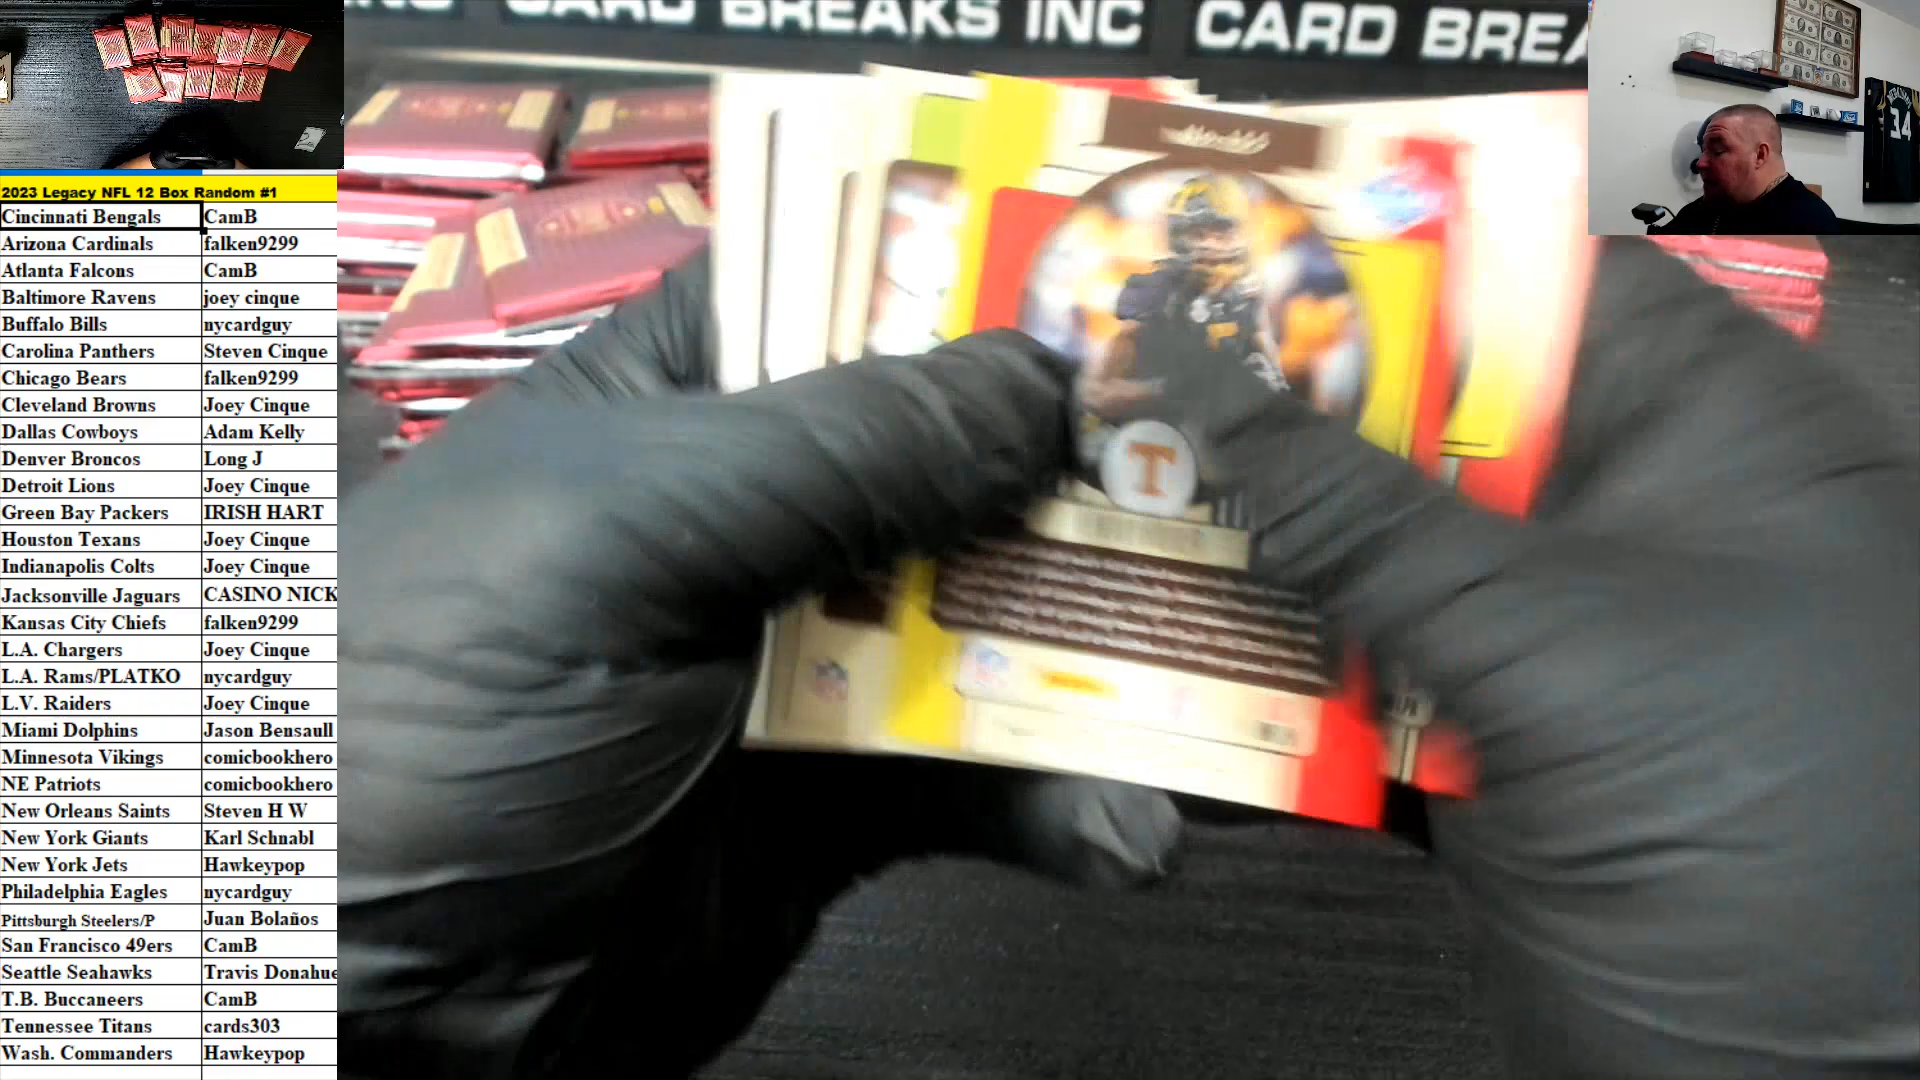 CARD BREAKS INC CARD BREA
2023 Legacy NFL 12 Box Random #1
Cincinnati Bengals CamB
Arizona Cardinals falken9299
Atlanta Falcons CamB
Baltimore Ravens joey cinque
Buffalo Bills nycardguy
Carolina Panthers Steven Cinque
Chicago Bears falken9299
Cleveland Browns Joey Cinque
Dallas Cowboys Adam Kelly
Denver Broncos Long J
Detroit Lions Joey Cinque
Green Bay Packers IRISH HART
Houston Texans Joey Cinque
Indianapolis Colts Joey Cinque
Jacksonville Jaguars CASINO NICK
Kansas City Chiefs falken9299
L.A. Chargers Joey Cinque
L.A. Rams/PLATKO nycardguy
L.V. Raiders Joey Cinque
Miami Dolphins Jason Bensaull
Minnesota Vikings comicbookhero
NE Patriots comicbookhero
New Orleans Saints Steven H W
New York Giants Karl Schnabl
New York Jets Hawkeypop
Philadelphia Eagles nycardguy
Pittsburgh Steelers/P Juan Bolaños
San Francisco 49ers CamB
Seattle Seahawks Travis Donahue
T.B. Buccaneers CamB
Tennessee Titans cards303
Wash. Commanders Hawkeypop
34
T